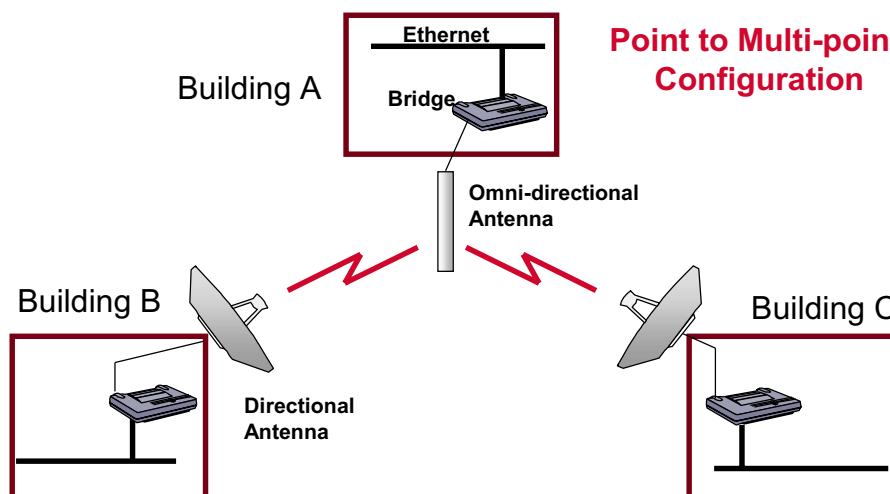 Ethernet
Point to Multi-poin
Configuration
Building A
Bridge
Omni-directional
Antenna
Building B
Building C
Directional
Antenna